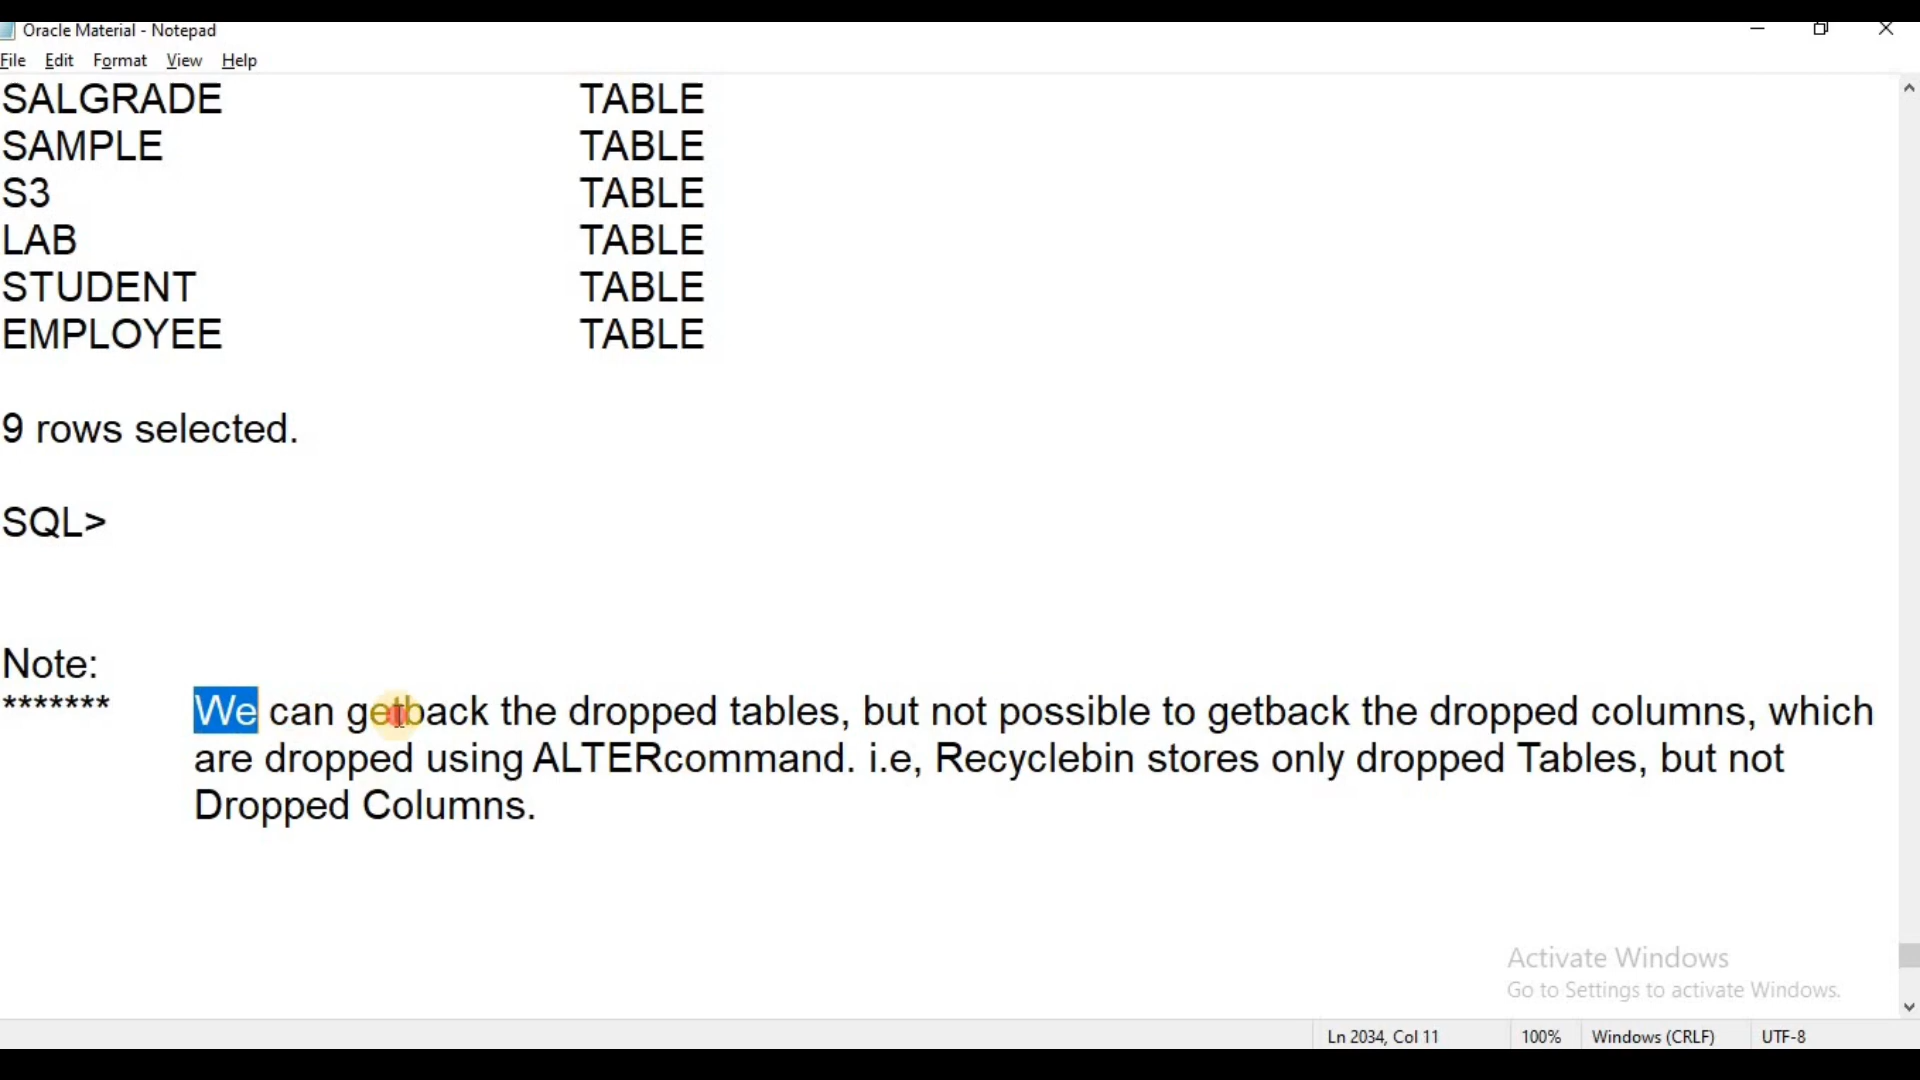 Oracle Material - Notepad
File Edit Format View Help
SALGRADE TABLE
SAMPLE TABLE
S3 TABLE
LAB TABLE
STUDENT TABLE
EMPLOYEE TABLE
9 rows selected.
SQL>
Note:
*******
We can getback the dropped tables, but not possible to getback the dropped columns, which
are dropped using ALTERcommand. i.e, Recyclebin stores only dropped Tables, but not
Dropped Columns.
Activate Windows
Go to Settings to activate Windows.
Ln 2034, Col 11 100% Windows (CRLF) UTF-8